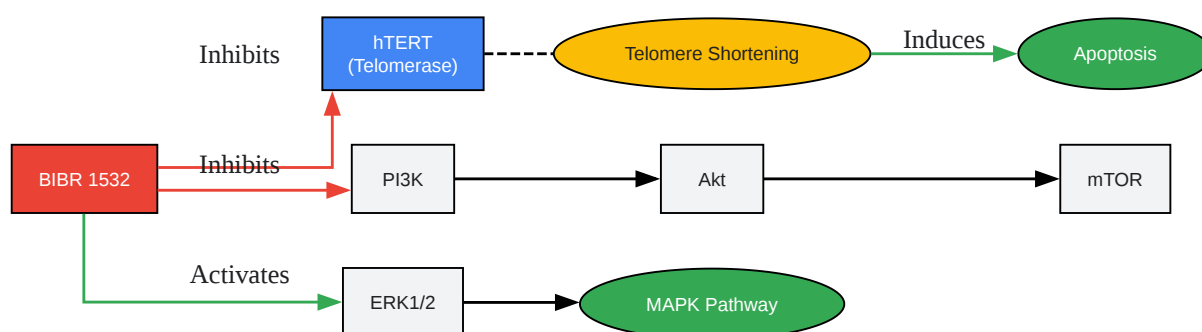 Inhibits
hTERT
(Telomerase)
Telomere Shortening
Induces
Apoptosis
BIBR 1532
Inhibits
PI3K
Akt
mTOR
Activates
ERK1/2
MAPK Pathway